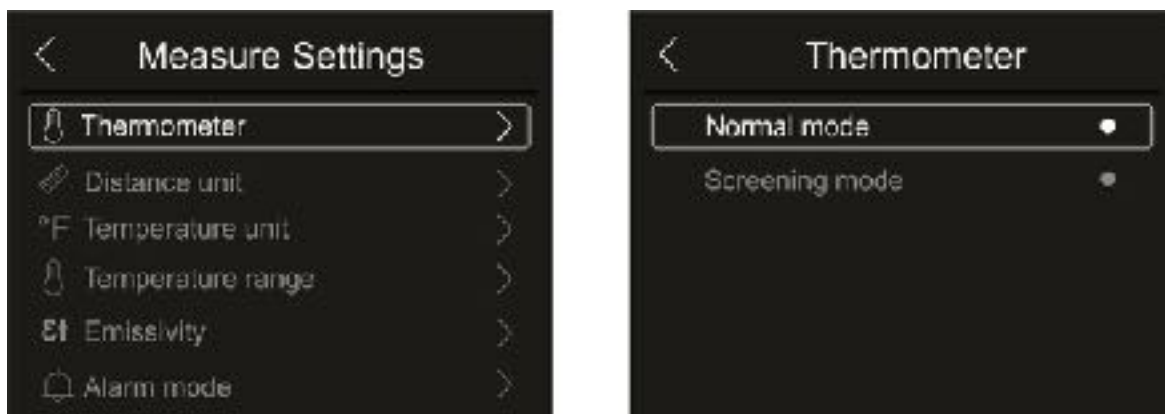 Measure Settings
Thermometer
Distance unit
°F Temperature unit
Temperature range
Emissivity
Alarm mode
Thermometer
Normal mode
Screening mode